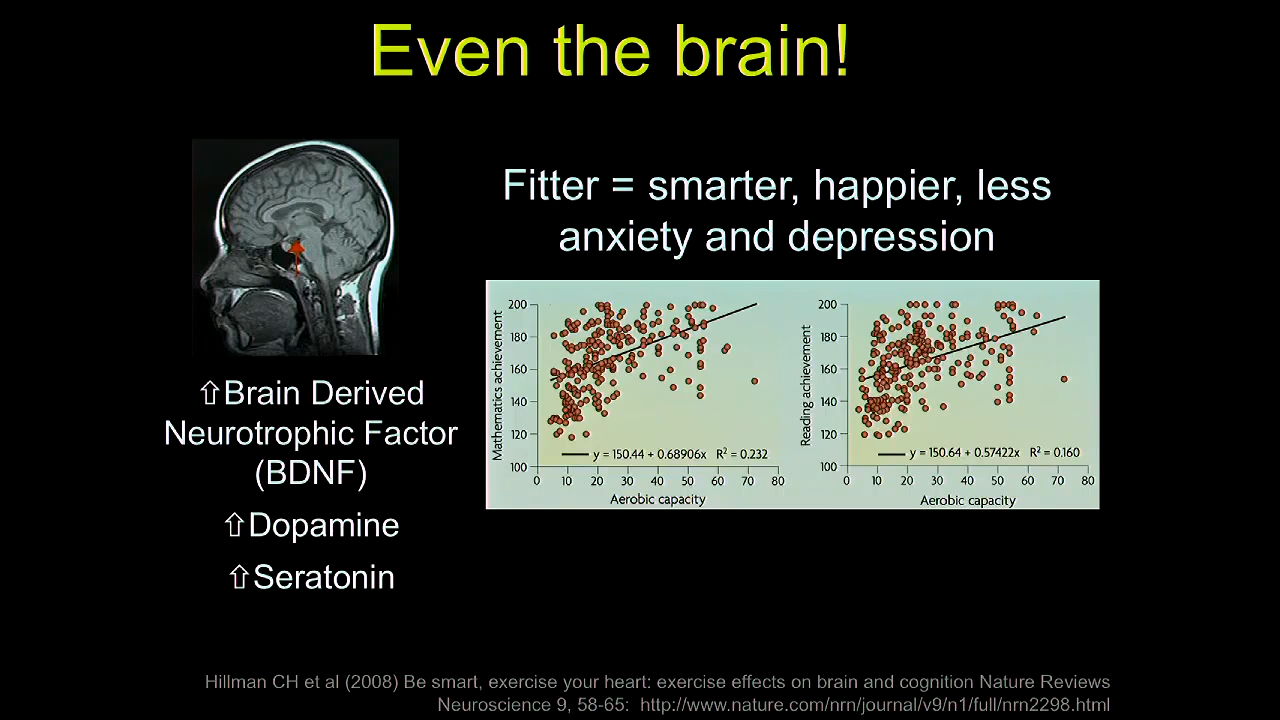 Even the brain!
Fitter = smarter, happier, less
anxiety and depression
⇧Brain Derived
Neurotrophic Factor
(BDNF)
⇧Dopamine
⇧Seratonin
Mathematics achievement
200
180
160
140
120
100
y = 150.44 + 0.68906x R² = 0.232
0 10 20 30 40 50 60 70 80
Aerobic capacity
Reading achievement
200
180
160
140
120
100
y = 150.64 + 0.57422x R² = 0.160
0 10 20 30 40 50 60 70 80
Aerobic capacity
Hillman CH et al (2008) Be smart, exercise your heart: exercise effects on brain and cognition Nature Reviews
Neuroscience 9, 58-65: http://www.nature.com/nrn/journal/v9/n1/full/nrn2298.html